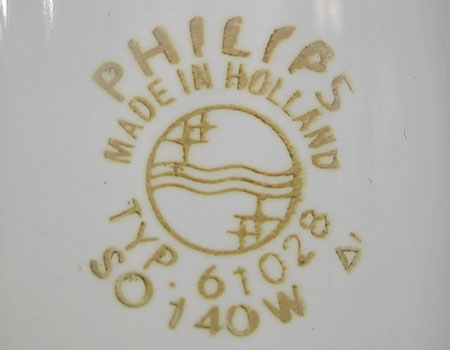 PHILIPS
MADE IN HOLLAND
TYP. 61028
SO 140W